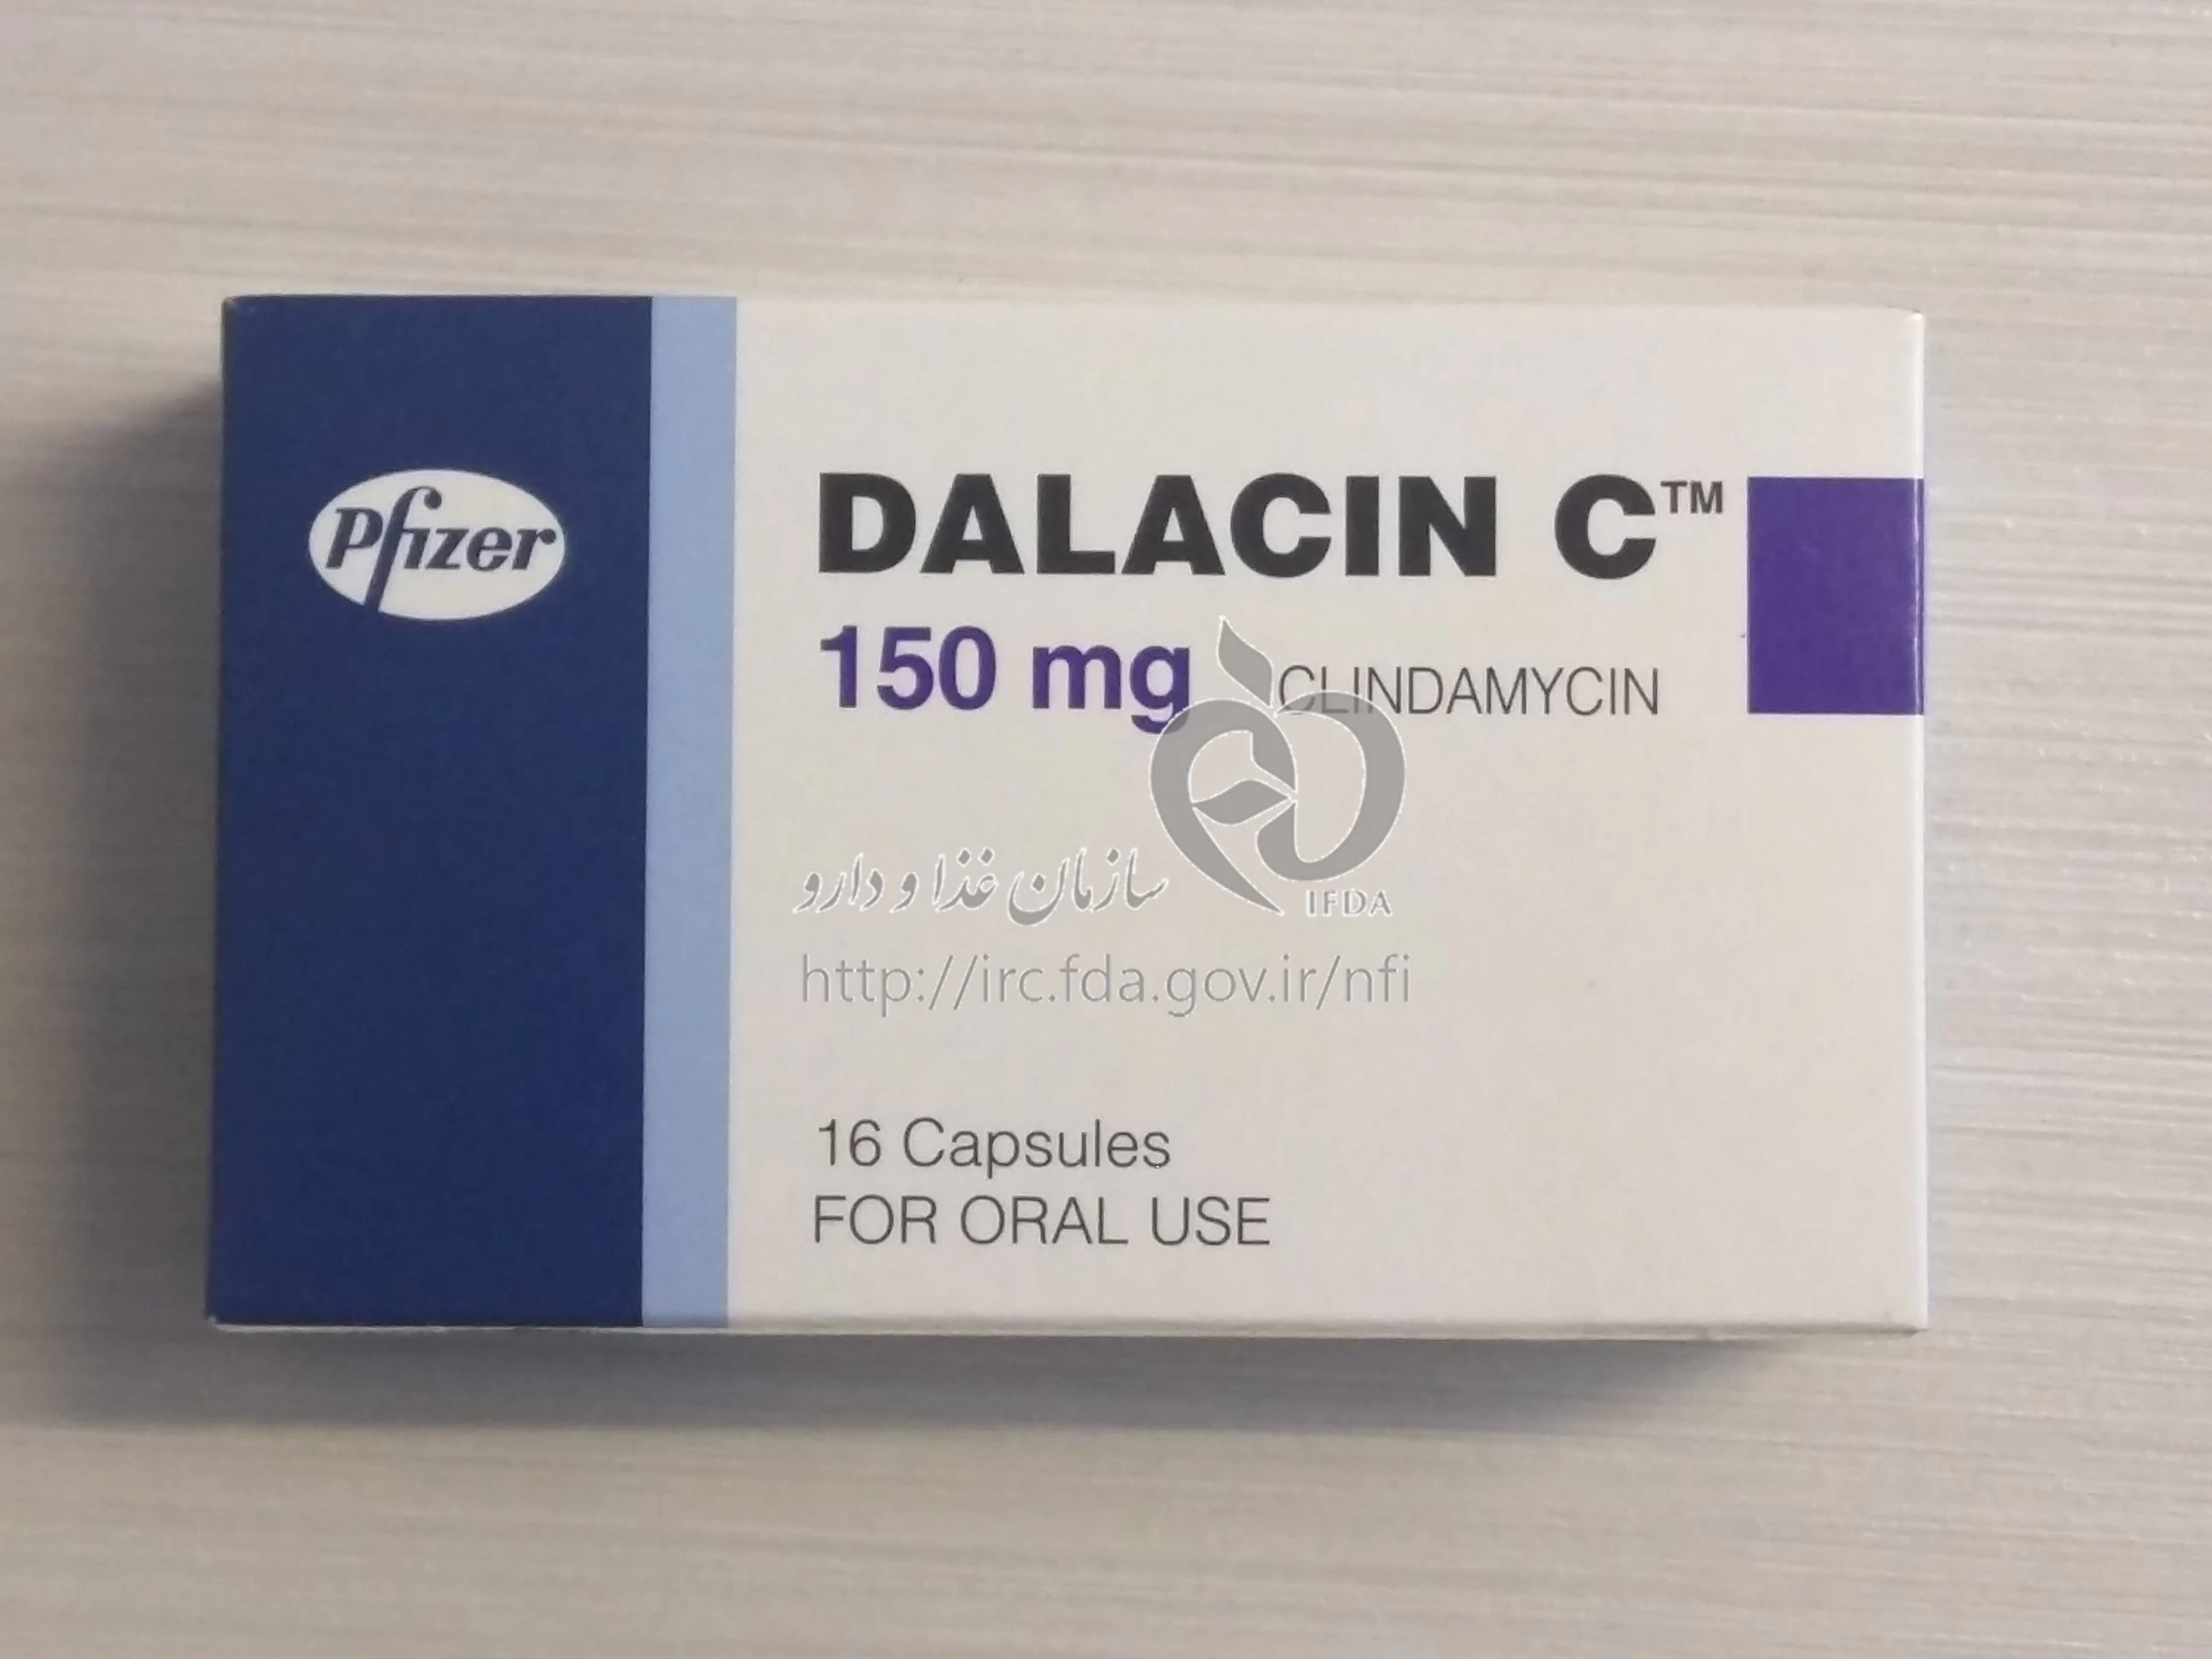 Pfizer
DALACIN C™
150 mg CLINDAMYCIN
سازمان غذا و دارو
IFDA
http://irc.fda.gov.ir/nfi
16 Capsules
FOR ORAL USE